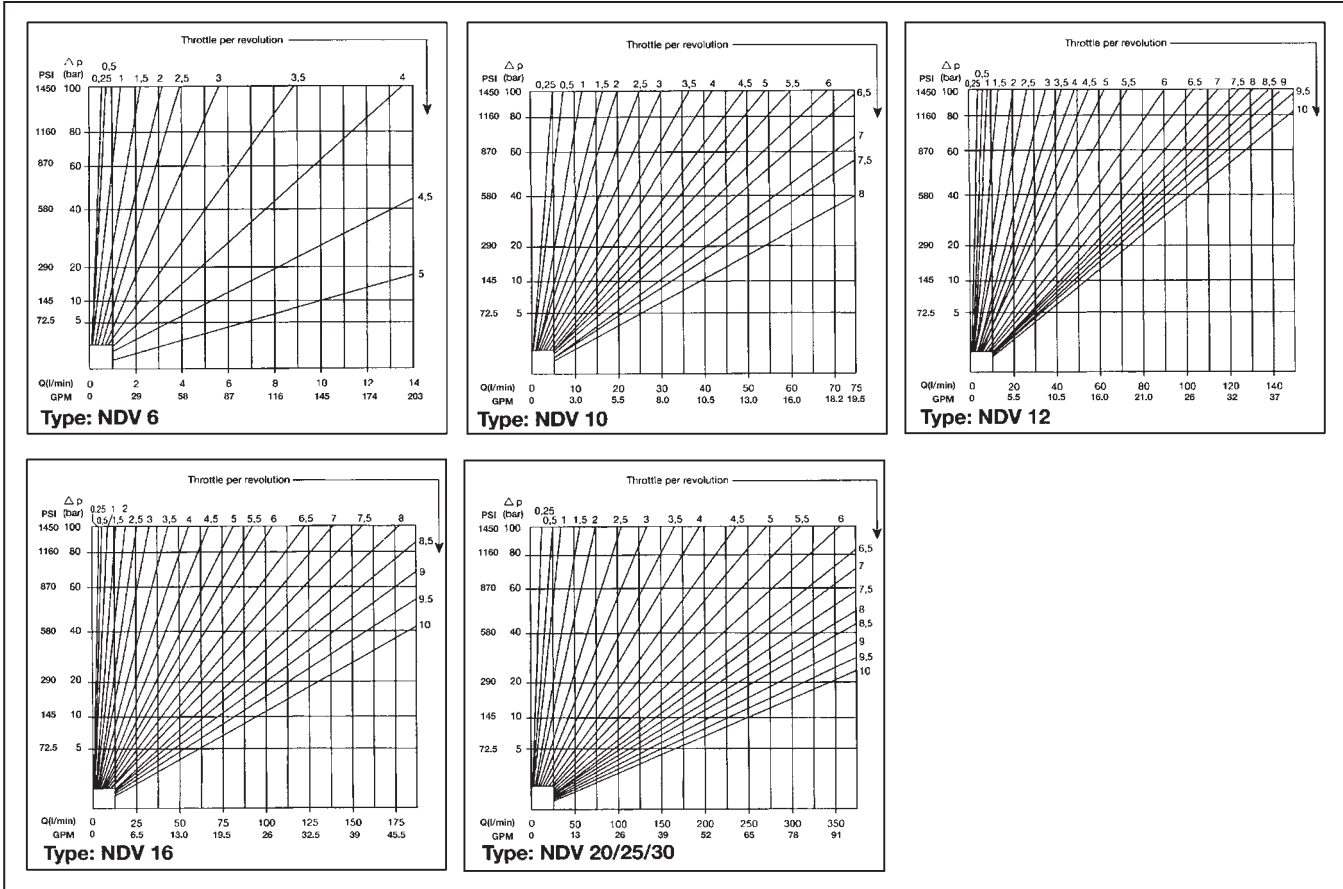 Throttle per revolution
Δ p
0,5
PSI (bar) 0,25 1 1,5 2 2,5 3 3,5 4
1450 100
1160 80
870 60
580 40
4,5
290 20
5
145 10
72.5 5
Q(l/min) 0 2 4 6 8 10 12 14
GPM 0 29 58 87 116 145 174 203
Type: NDV 6
Throttle per revolution
Δ p
PSI (bar) 0,25 0,5 1 1,5 2 2,5 3 3,5 4 4,5 5 5,5 6
1450 100 6,5
1160 80
7
870 60
7,5
580 40 8
290 20
145 10
72.5 5
Q(l/min) 0 10 20 30 40 50 60 70 75
GPM 0 3.0 5.5 8.0 10.5 13.0 16.0 18.2 19.5
Type: NDV 10
Throttle per revolution
Δ p
0,5
PSI (bar) 0,25 1 1,5 2 2,5 3 3,5 4 4,5 5 5,5 6 6,5 7 7,5 8 8,5 9
1450 100 9,5
10
1160 80
870 60
580 40
290 20
145 10
72.5 5
Q(l/min) 0 20 40 60 80 100 120 140
GPM 0 5.5 10.5 16.0 21.0 26 32 37
Type: NDV 12
Throttle per revolution
Δ p
0,25 1 2
PSI (bar) 0,5 1,5 2,5 3 3,5 4 4,5 5 5,5 6 6,5 7 7,5 8
1450 100
8,5
1160 80
9
870 60
9,5
580 40 10
290 20
145 10
72.5 5
Q(l/min) 0 25 50 75 100 125 150 175
GPM 0 6.5 13.0 19.5 26 32.5 39 45.5
Type: NDV 16
Throttle per revolution
Δ p
0,25
PSI (bar) 0,5 1 1,5 2 2,5 3 3,5 4 4,5 5 5,5 6
1450 100
6,5
1160 80
7
870 60 7,5
8
8,5
580 40
9
9,5
10
290 20
145 10
72.5 5
Q(l/min) 0 50 100 150 200 250 300 350
GPM 0 13 26 39 52 65 78 91
Type: NDV 20/25/30